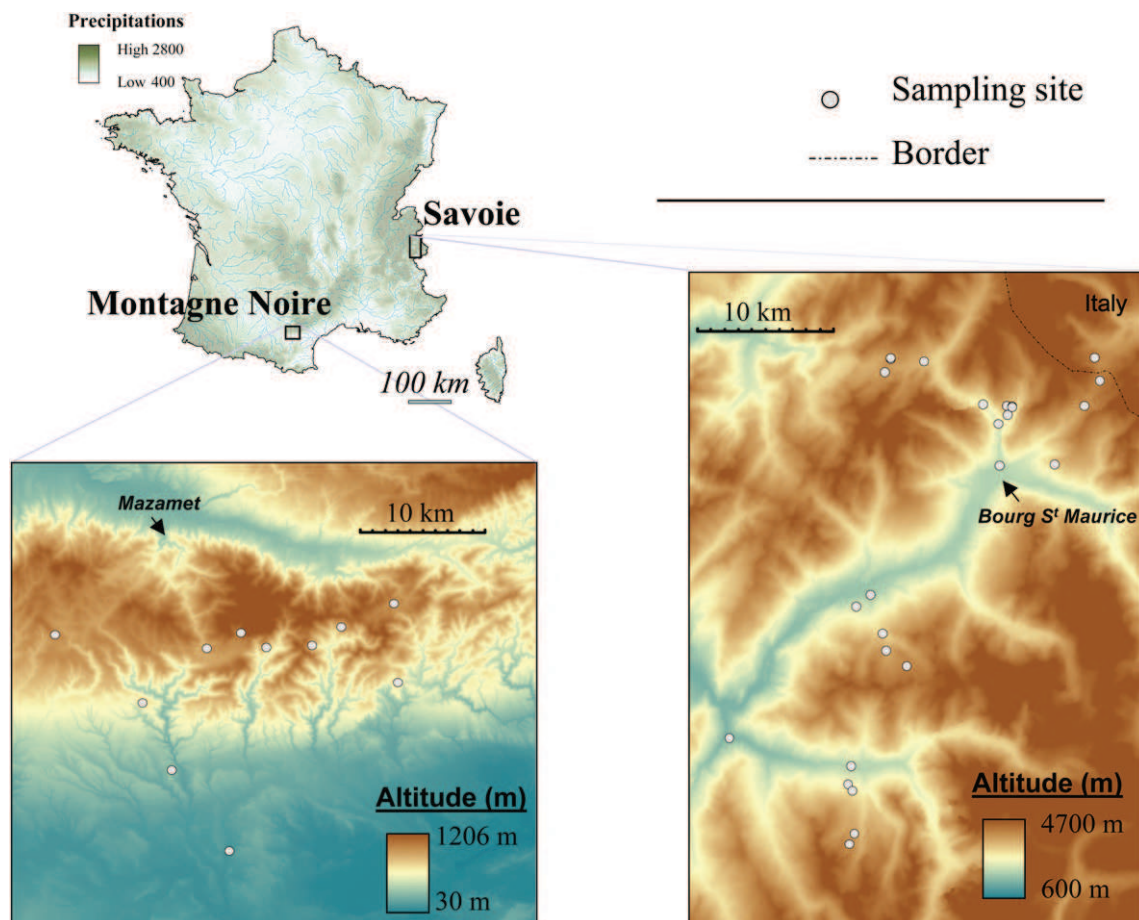 Precipitations
High 2800
Low 400
Sampling site
Border
Savoie
Montagne Noire
100 km
10 km
Italy
Bourg Sᵗ Maurice
Altitude (m)
4700 m
600 m
Mazamet
10 km
Altitude (m)
1206 m
30 m